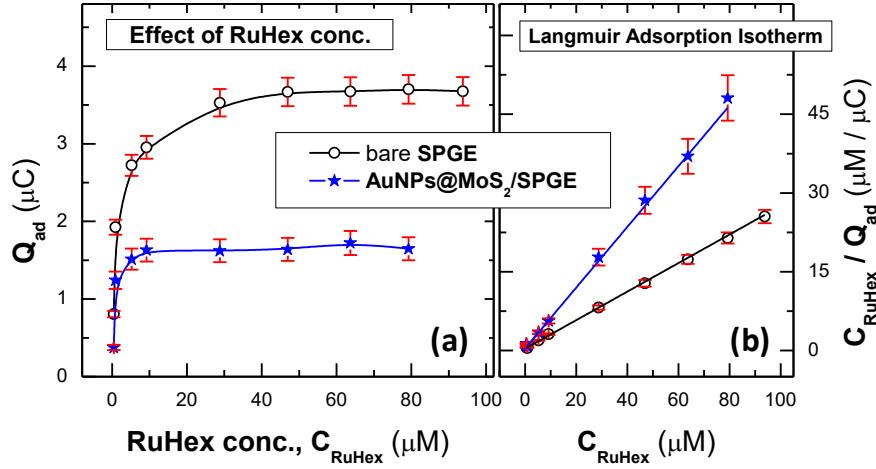 Effect of RuHex conc.
Langmuir Adsorption Isotherm
bare SPGE
AuNPs@MoS₂/SPGE
Q_ad (μC)
4
3
2
1
0
(a)
0 20 40 60 80 100
RuHex conc., C_RuHex (μM)
(b)
0 20 40 60 80 100
C_RuHex (μM)
45
30
15
0
C_RuHex / Q_ad (μM / μC)